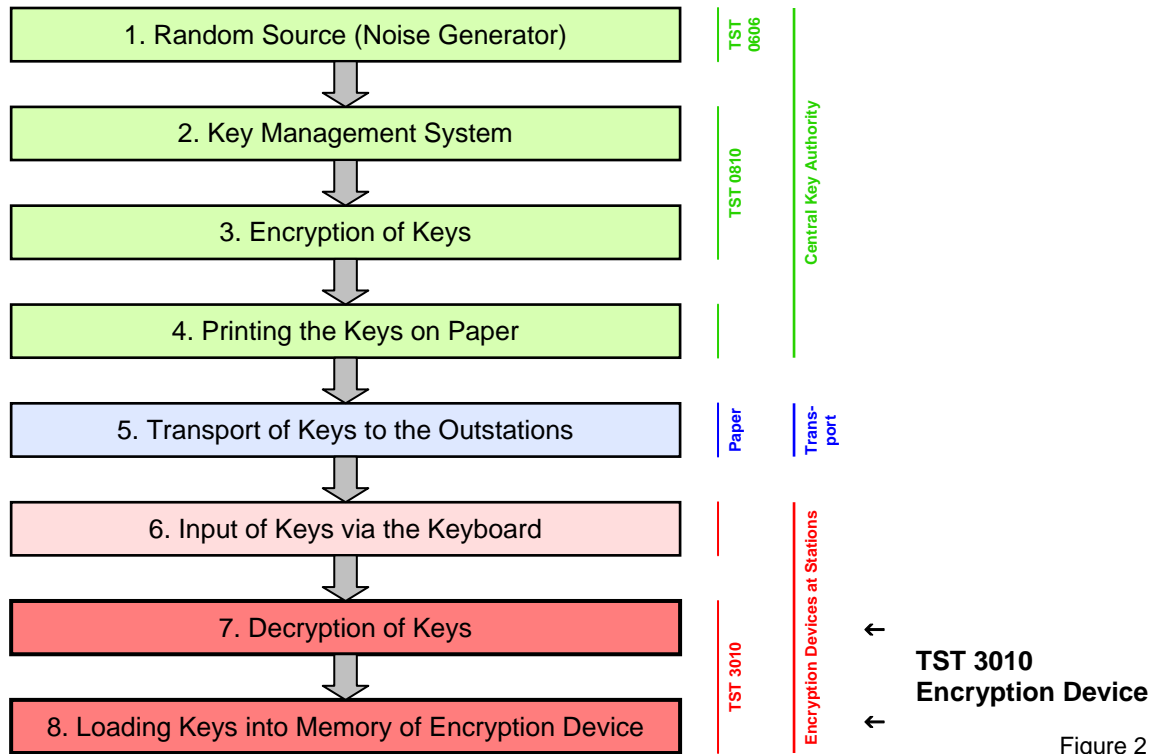 1. Random Source (Noise Generator)
TST
0606
2. Key Management System
TST 0810
Central Key Authority
3. Encryption of Keys
4. Printing the Keys on Paper
5. Transport of Keys to the Outstations
Paper
Trans-
port
6. Input of Keys via the Keyboard
7. Decryption of Keys
TST 3010
Encryption Devices at Stations
←
TST 3010
Encryption Device
8. Loading Keys into Memory of Encryption Device
←
Figure 2